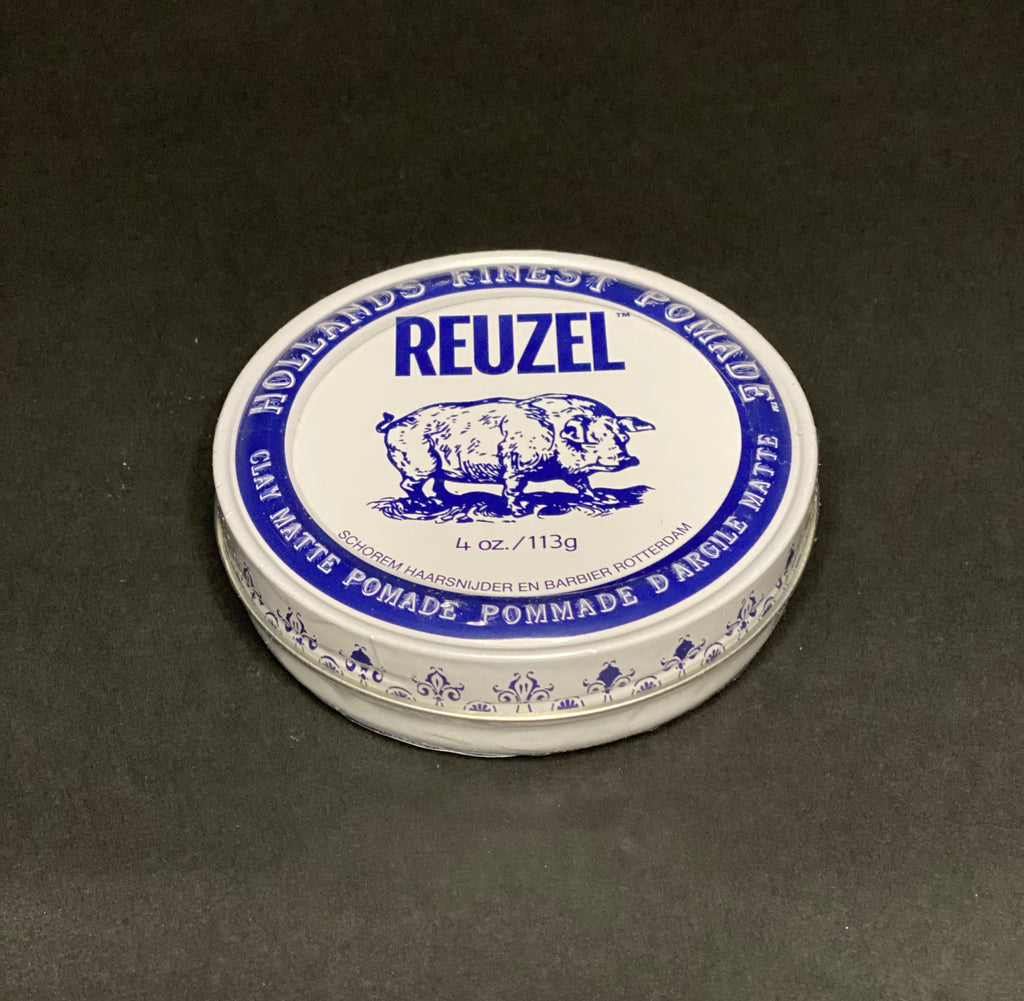 HOLLANDS FINEST POMADE™
REUZEL™
4 oz./113g
SCHOREM HAARSNIJDER EN BARBIER ROTTERDAM
CLAY MATTE POMADE POMMADE D'ARGILE MATTE